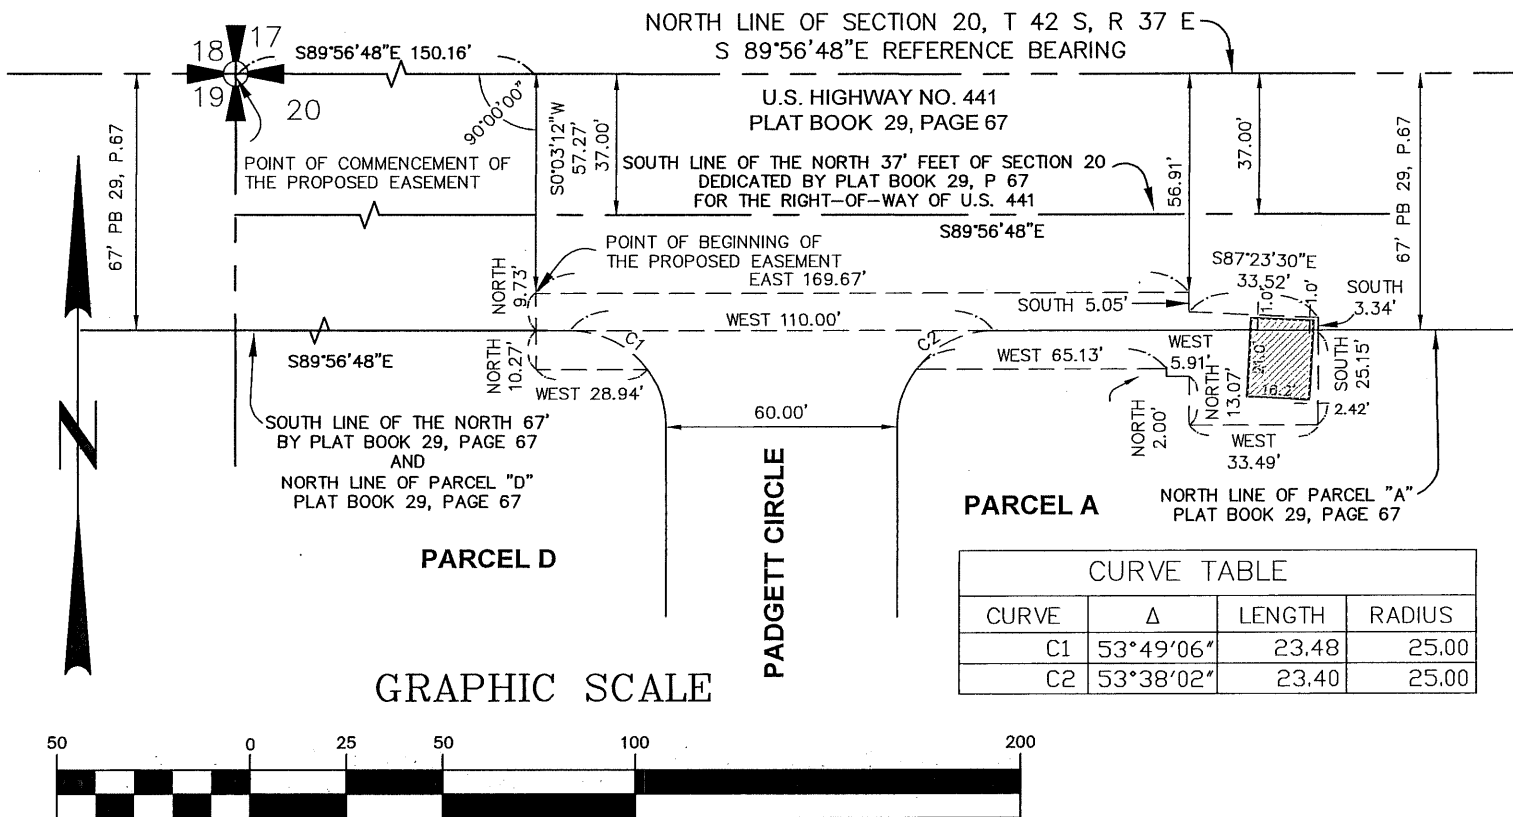 NORTH LINE OF SECTION 20, T 42 S, R 37 E
S 89°56'48"E REFERENCE BEARING
18
17
19
20
S89°56'48"E 150.16'
90°00'00"
S0°03'12"W
57.27'
37.00'
U.S. HIGHWAY NO. 441
PLAT BOOK 29, PAGE 67
56.91'
37.00'
67' PB 29, P.67
67' PB 29, P.67
POINT OF COMMENCEMENT OF
THE PROPOSED EASEMENT
SOUTH LINE OF THE NORTH 37' FEET OF SECTION 20
DEDICATED BY PLAT BOOK 29, P 67
FOR THE RIGHT-OF-WAY OF U.S. 441
S89°56'48"E
POINT OF BEGINNING OF
THE PROPOSED EASEMENT
EAST 169.67'
NORTH
9.73'
S87°23'30"E
33.52'
SOUTH 5.05'
1.0'
1.0'
SOUTH
3.34'
WEST 110.00'
C1
C2
S89°56'48"E
NORTH
10.27'
WEST 28.94'
WEST 65.13'
WEST
5.91'
21.0'
16.2'
SOUTH
25.15'
NORTH
13.07'
2.42'
NORTH
2.00'
WEST
33.49'
60.00'
SOUTH LINE OF THE NORTH 67'
BY PLAT BOOK 29, PAGE 67
AND
NORTH LINE OF PARCEL "D"
PLAT BOOK 29, PAGE 67
N
PARCEL D
PADGETT CIRCLE
PARCEL A
NORTH LINE OF PARCEL "A"
PLAT BOOK 29, PAGE 67
CURVE TABLE
CURVE Δ LENGTH RADIUS
C1 53°49'06" 23.48 25.00
C2 53°38'02" 23.40 25.00
GRAPHIC SCALE
50 0 25 50 100 200